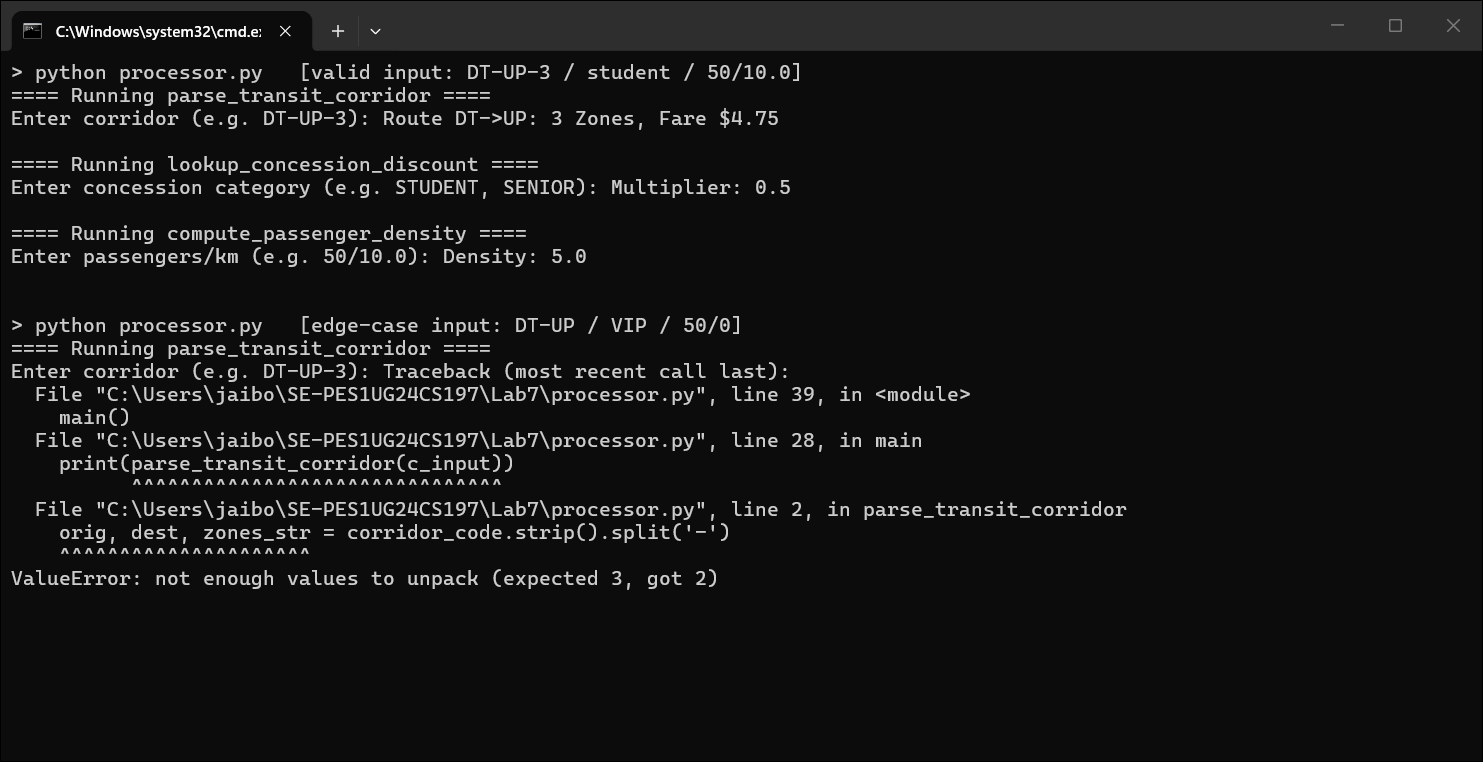 C:\Windows\system32\cmd.e
> python processor.py   [valid input: DT-UP-3 / student / 50/10.0]
==== Running parse_transit_corridor ====
Enter corridor (e.g. DT-UP-3): Route DT->UP: 3 Zones, Fare $4.75
==== Running lookup_concession_discount ====
Enter concession category (e.g. STUDENT, SENIOR): Multiplier: 0.5
==== Running compute_passenger_density ====
Enter passengers/km (e.g. 50/10.0): Density: 5.0
> python processor.py   [edge-case input: DT-UP / VIP / 50/0]
==== Running parse_transit_corridor ====
Enter corridor (e.g. DT-UP-3): Traceback (most recent call last):
  File "C:\Users\jaibo\SE-PES1UG24CS197\Lab7\processor.py", line 39, in <module>
    main()
  File "C:\Users\jaibo\SE-PES1UG24CS197\Lab7\processor.py", line 28, in main
    print(parse_transit_corridor(c_input))
          ^^^^^^^^^^^^^^^^^^^^^^^^^^^^^^^
  File "C:\Users\jaibo\SE-PES1UG24CS197\Lab7\processor.py", line 2, in parse_transit_corridor
    orig, dest, zones_str = corridor_code.strip().split('-')
    ^^^^^^^^^^^^^^^^^^^^^
ValueError: not enough values to unpack (expected 3, got 2)